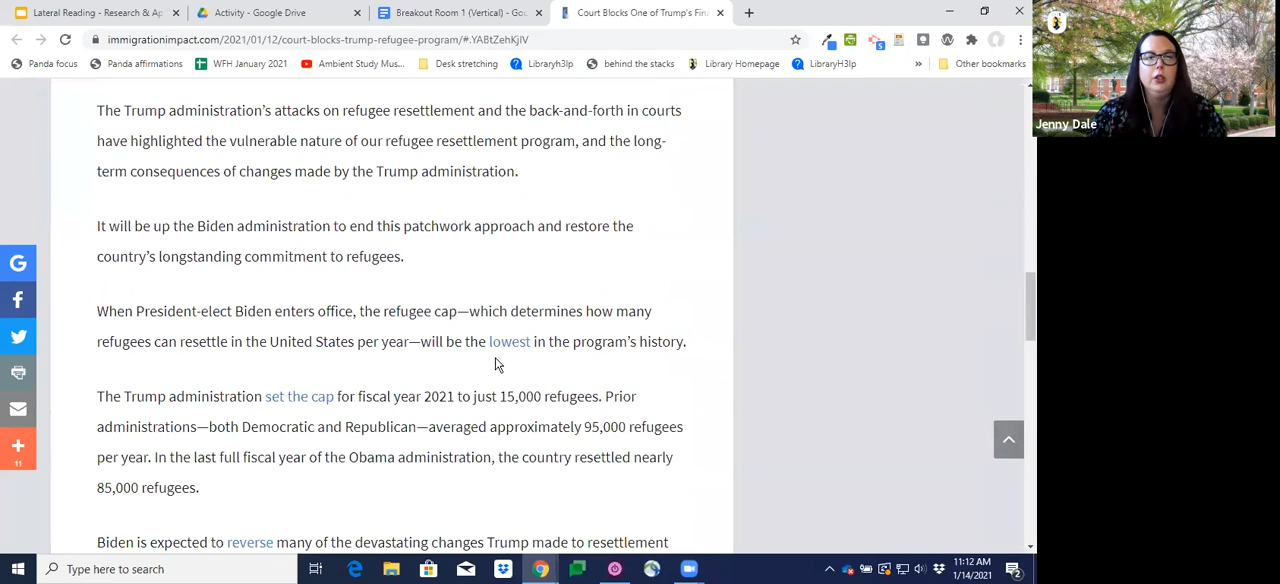 Lateral Reading - Research & Ap
Activity - Google Drive
Breakout Room 1 (Vertical) - Goo
Court Blocks One of Trump's Fina
immigrationimpact.com/2021/01/12/court-blocks-trump-refugee-program/#.YABtZehKjIV
Panda focus
Panda affirmations
WFH January 2021
Ambient Study Mus...
Desk stretching
Libraryh3lp
behind the stacks
Library Homepage
LibraryH3lp
»
Other bookmarks
The Trump administration's attacks on refugee resettlement and the back-and-forth in courts
have highlighted the vulnerable nature of our refugee resettlement program, and the long-
term consequences of changes made by the Trump administration.
It will be up the Biden administration to end this patchwork approach and restore the
country's longstanding commitment to refugees.
When President-elect Biden enters office, the refugee cap—which determines how many
refugees can resettle in the United States per year—will be the lowest in the program's history.
The Trump administration set the cap for fiscal year 2021 to just 15,000 refugees. Prior
administrations—both Democratic and Republican—averaged approximately 95,000 refugees
per year. In the last full fiscal year of the Obama administration, the country resettled nearly
85,000 refugees.
Biden is expected to reverse many of the devastating changes Trump made to resettlement
11
Jenny Dale
Type here to search
11:12 AM
1/14/2021
2